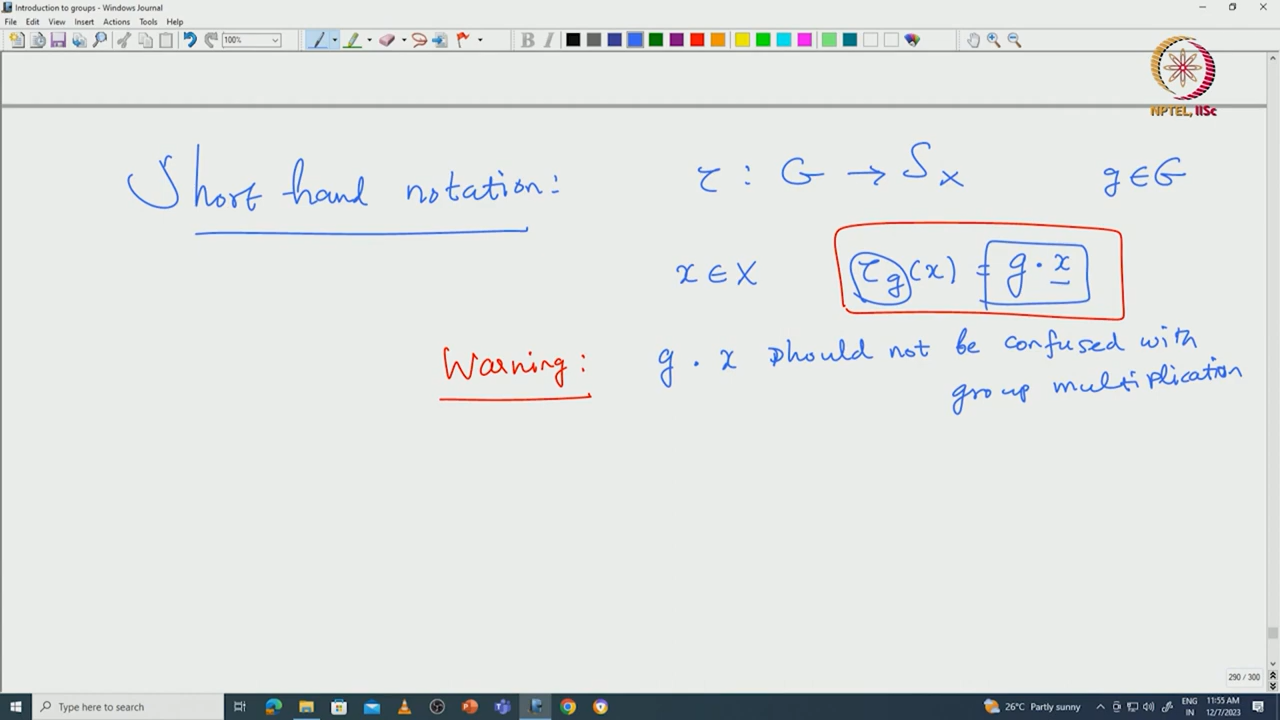 Introduction to groups - Windows Journal
File Edit View Insert Actions Tools Help
100%
B I
NPTEL, IISc
Short hand notation: τ : G → S_X g ∈ G
x ∈ X τ_g(x) = g · x
Warning: g · x should not be confused with
group multiplication
290 / 300
Type here to search
26°C Partly sunny
ENG
IN
11:55 AM
12/7/2023